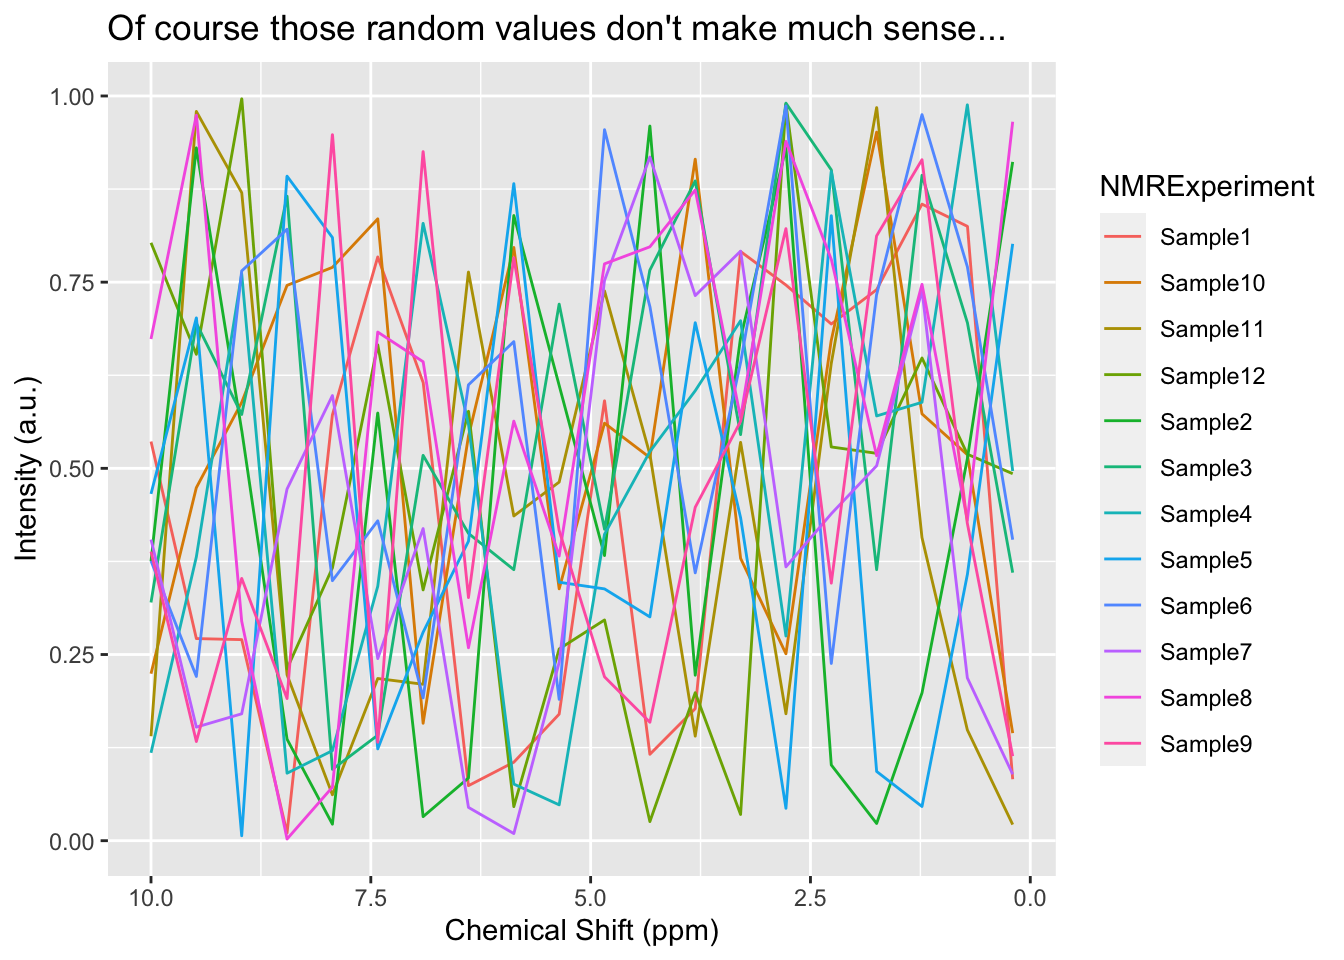 Of course those random values don't make much sense...
1.00
0.75
0.50
0.25
0.00
Intensity (a.u.)
10.0 7.5 5.0 2.5 0.0
Chemical Shift (ppm)
NMRExperiment
Sample1
Sample10
Sample11
Sample12
Sample2
Sample3
Sample4
Sample5
Sample6
Sample7
Sample8
Sample9